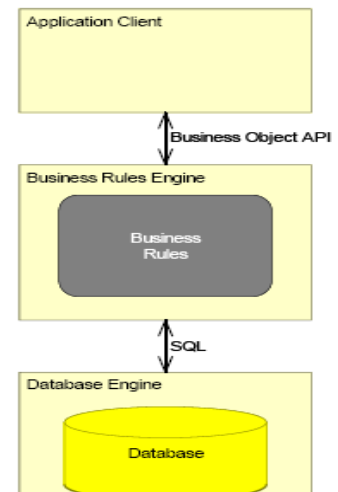 Application Client
Business Object API
Business Rules Engine
Business
Rules
SQL
Database Engine
Database